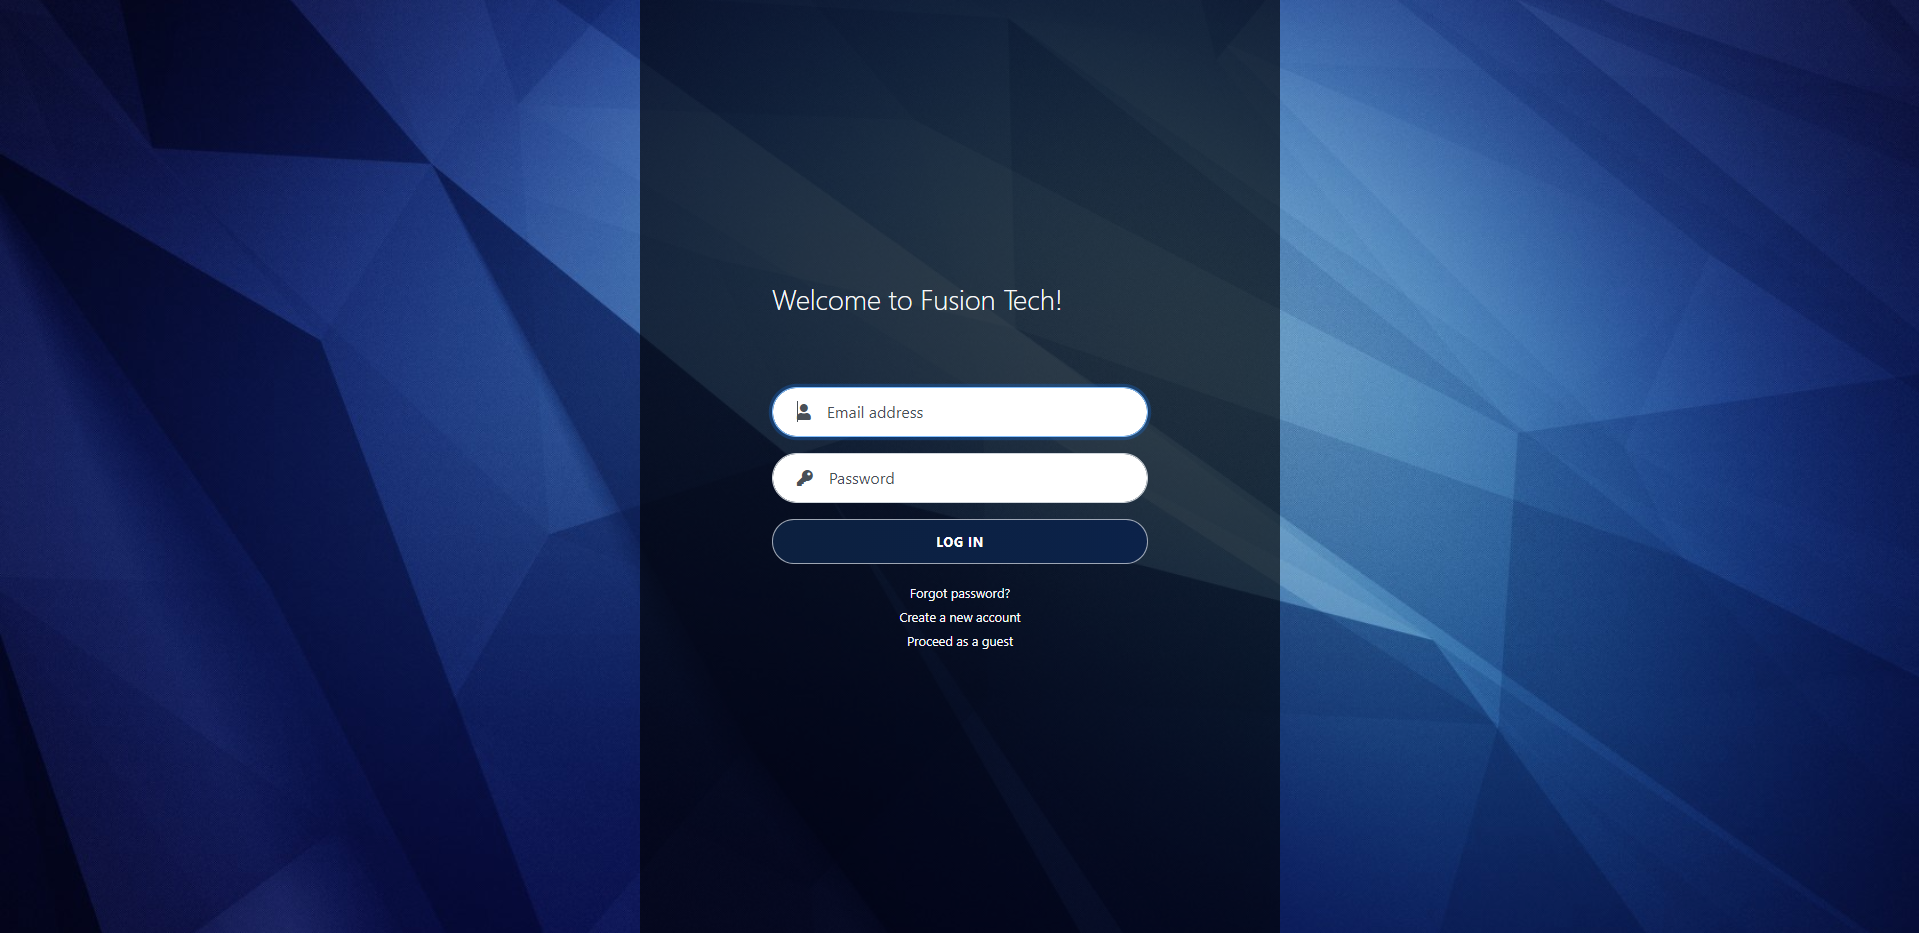 Welcome to Fusion Tech!
Email address
Password
LOG IN
Forgot password?
Create a new account
Proceed as a guest